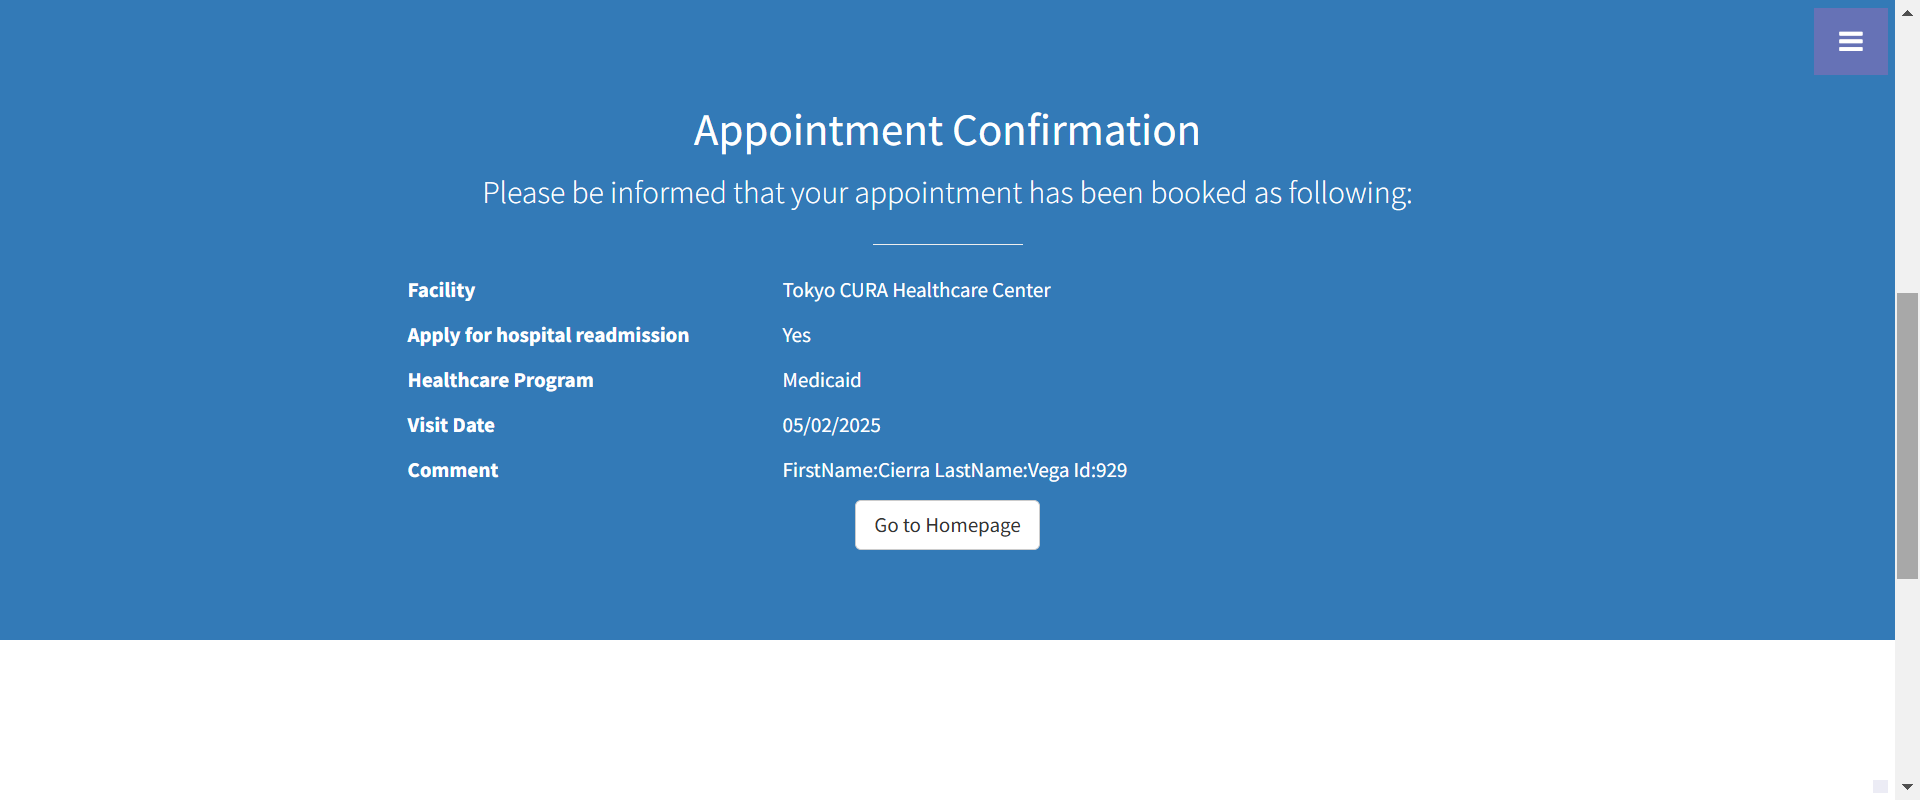 Appointment Confirmation
Please be informed that your appointment has been booked as following:
Facility Tokyo CURA Healthcare Center
Apply for hospital readmission Yes
Healthcare Program Medicaid
Visit Date 05/02/2025
Comment FirstName:Cierra LastName:Vega Id:929
Go to Homepage